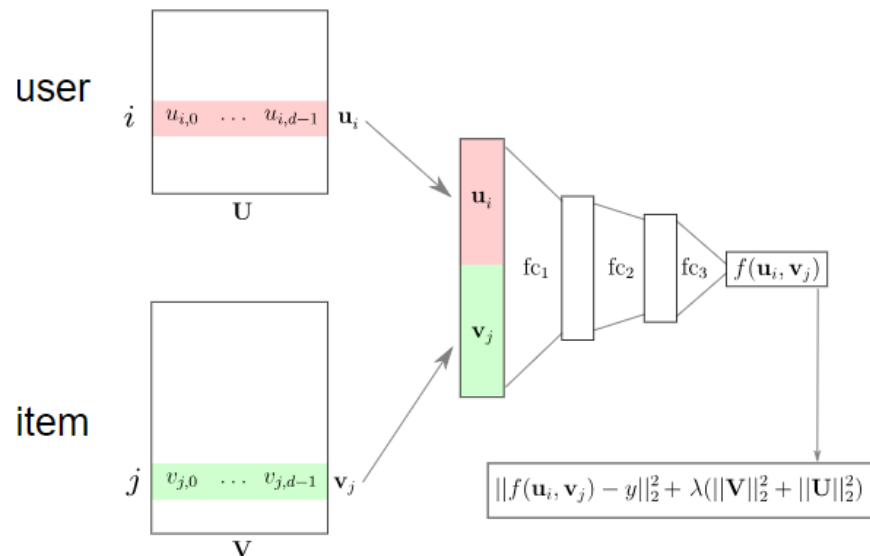 user
i u_{i,0} ... u_{i,d−1} u_i
U
u_i
v_j
fc_1
fc_2
fc_3
f(u_i, v_j)
item
j v_{j,0} ... v_{j,d−1} v_j
V
||f(u_i, v_j) − y||_2^2 + λ(||V||_2^2 + ||U||_2^2)